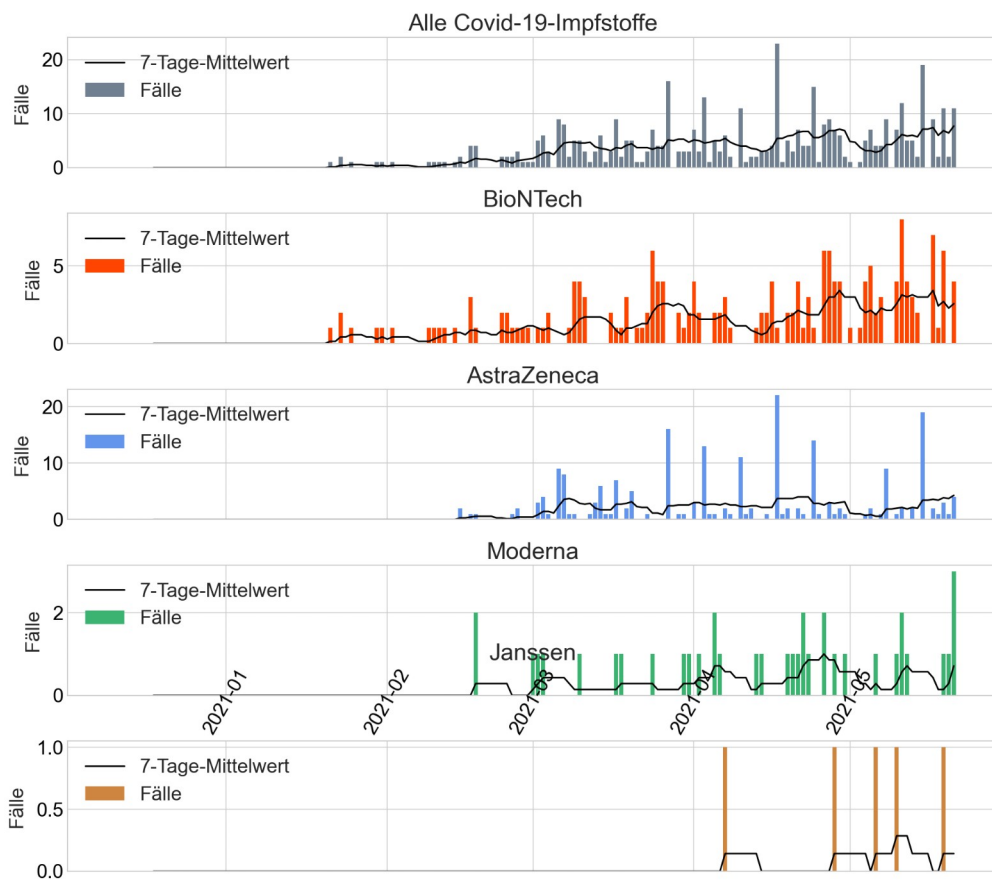 Alle Covid-19-Impfstoffe
20
10
0
Fälle
7-Tage-Mittelwert
Fälle
BioNTech
5
0
Fälle
7-Tage-Mittelwert
Fälle
AstraZeneca
20
10
0
Fälle
7-Tage-Mittelwert
Fälle
Moderna
2
0
Fälle
7-Tage-Mittelwert
Fälle
2021-01
2021-02
2021-03
2021-04
2021-05
Janssen
1.0
0.5
0.0
Fälle
7-Tage-Mittelwert
Fälle